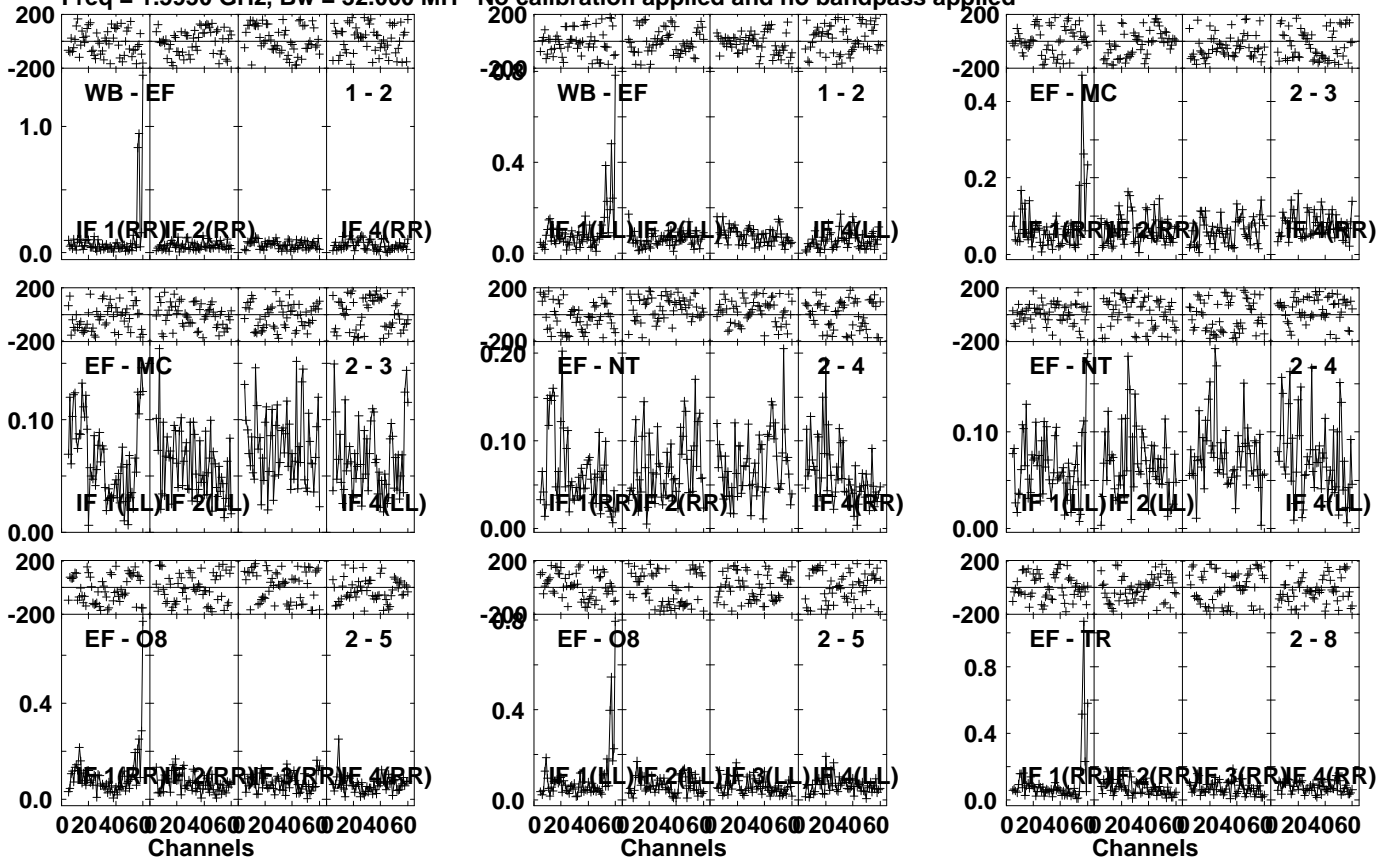 Freq = 1.5950 GHz, Bw = 32.000 MH No calibration applied and no bandpass applied
200
-200
WB - EF 1 - 2
1.0
0.0
IF 1(RR) IF 2(RR) IF 4(RR)
200
-200
0.8
WB - EF 1 - 2
0.4
0.0
IF 1(LL) IF 2(LL) IF 4(LL)
200
-200
EF - MC 2 - 3
0.4
0.2
0.0
IF 1(RR) IF 2(RR) IF 4(RR)
200
-200
EF - MC 2 - 3
0.10
0.00
IF 1(LL) IF 2(LL) IF 4(LL)
200
-200
0.20
EF - NT 2 - 4
0.10
0.00
IF 1(RR) IF 2(RR) IF 4(RR)
200
-200
EF - NT 2 - 4
0.10
0.00
IF 1(LL) IF 2(LL) IF 4(LL)
200
-200
EF - O8 2 - 5
0.4
0.0
IF 1(RR) IF 2(RR) IF 3(RR) IF 4(RR)
0 20 40 60 0 20 40 60 0 20 40 60 0 20 40 60
Channels
200
-200
0.8
EF - O8 2 - 5
0.4
0.0
IF 1(LL) IF 2(LL) IF 3(LL) IF 4(LL)
0 20 40 60 0 20 40 60 0 20 40 60 0 20 40 60
Channels
200
-200
EF - TR 2 - 8
0.8
0.4
0.0
IF 1(RR) IF 2(RR) IF 3(RR) IF 4(RR)
0 20 40 60 0 20 40 60 0 20 40 60 0 20 40 60
Channels